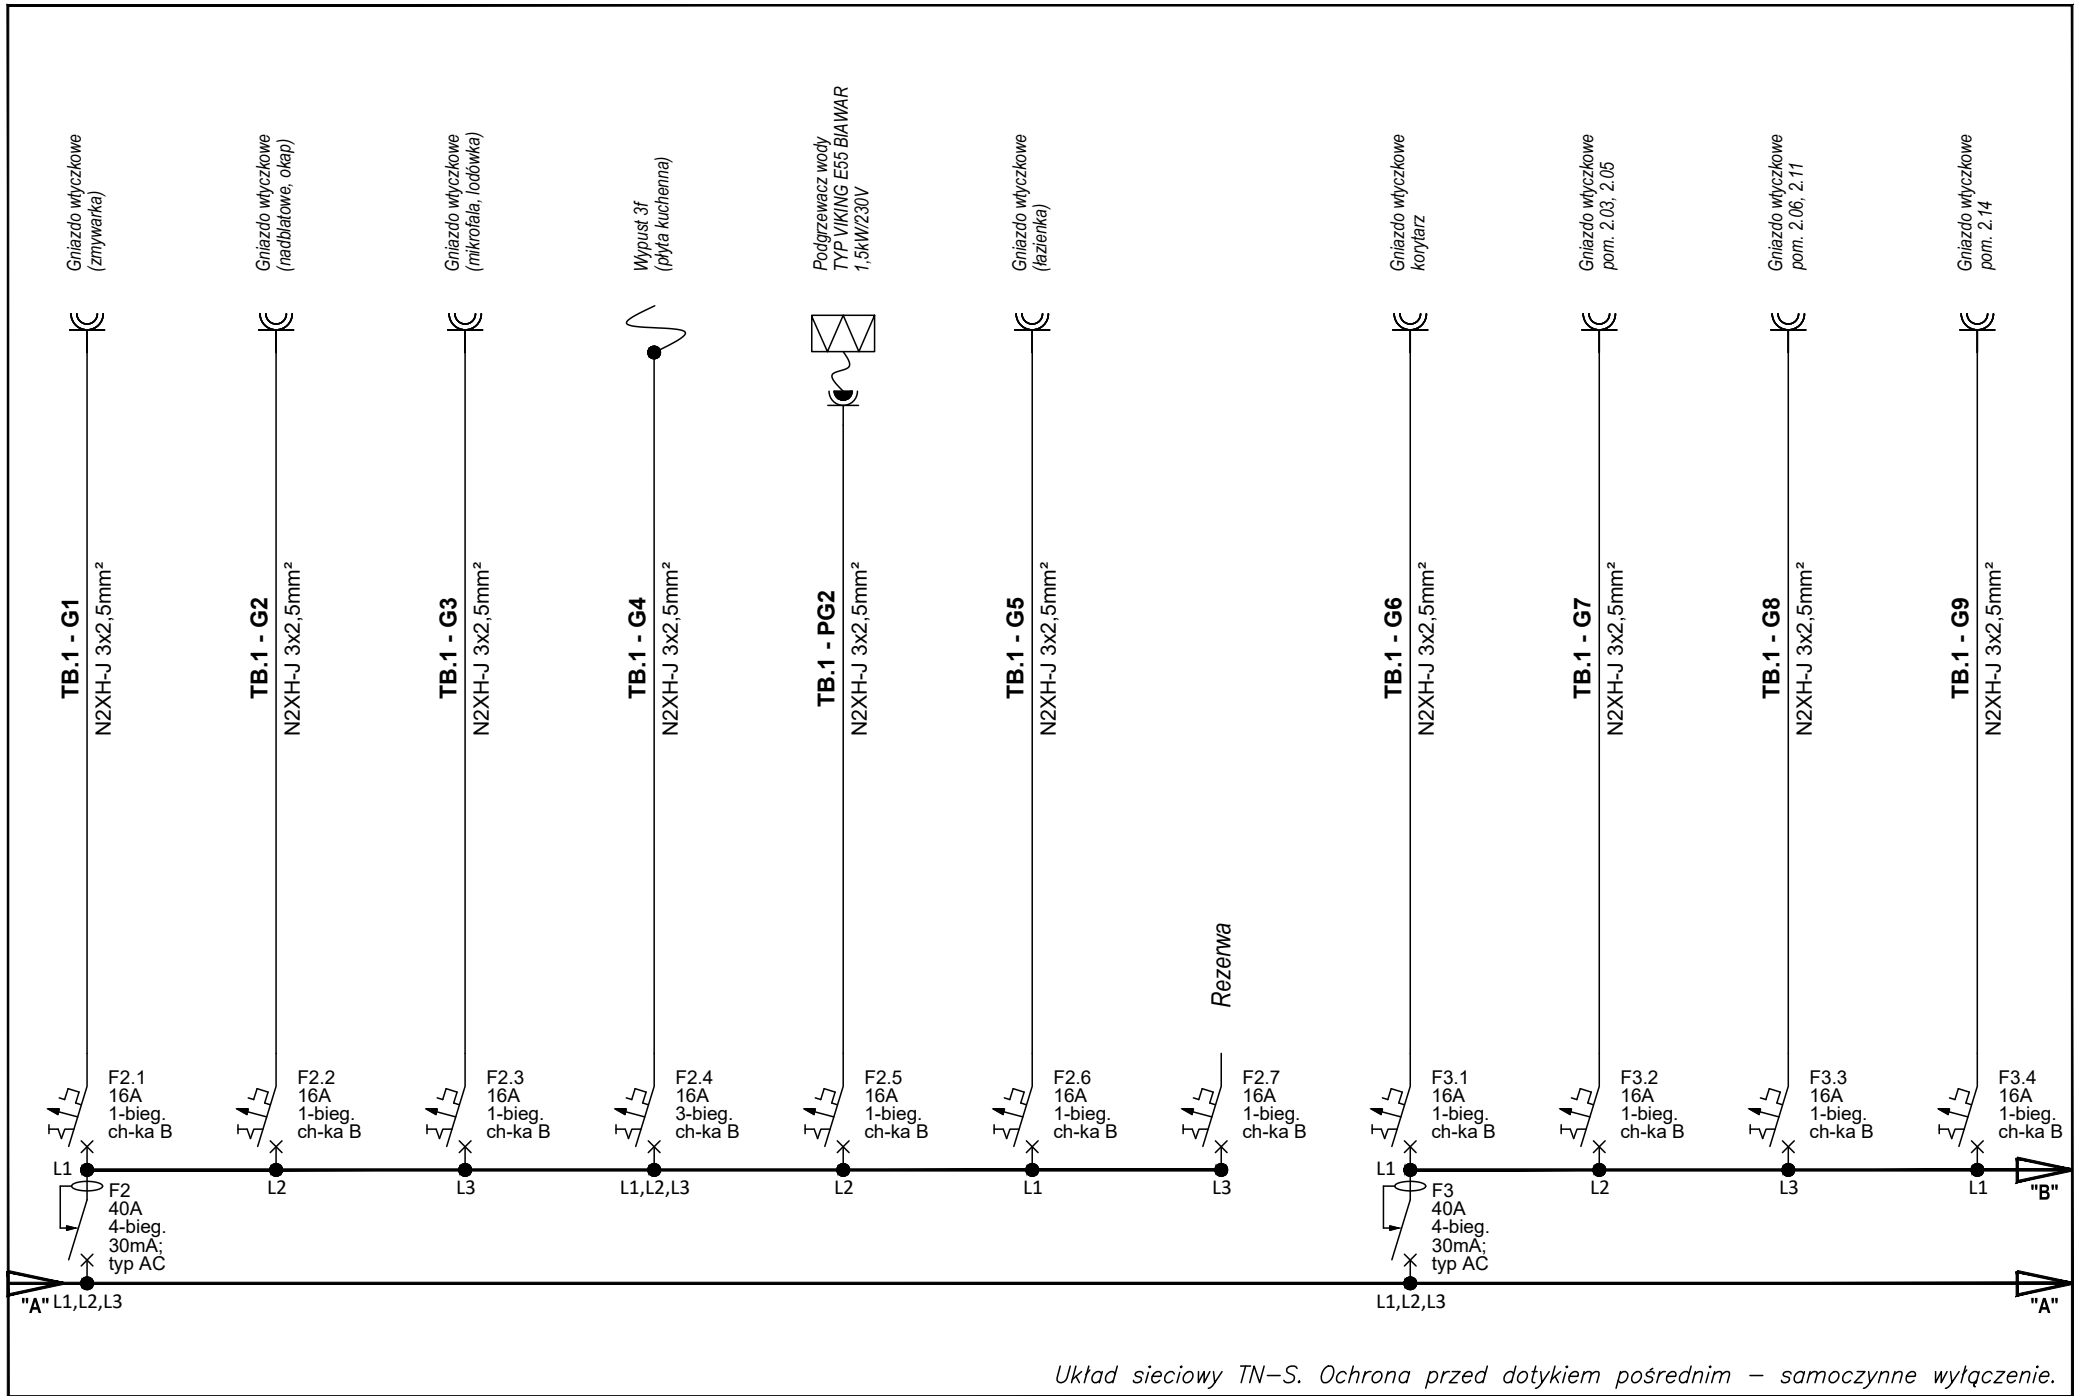 Gniazdo wtyczkowe
(zmywarka)
Gniazdo wtyczkowe
(nadblatowe, okap)
Gniazdo wtyczkowe
(mikrofala, lodówka)
Wypust 3f
(płyta kuchenna)
Podgrzewacz wody
TYP VIKING E55 BIAWAR
1,5kW/230V
Gniazdo wtyczkowe
(łazienka)
Gniazdo wtyczkowe
korytarz
Gniazdo wtyczkowe
pom. 2.03, 2.05
Gniazdo wtyczkowe
pom. 2.06, 2.11
Gniazdo wtyczkowe
pom. 2.14
TB.1 - G1
N2XH-J 3x2,5mm²
TB.1 - G2
N2XH-J 3x2,5mm²
TB.1 - G3
N2XH-J 3x2,5mm²
TB.1 - G4
N2XH-J 3x2,5mm²
TB.1 - PG2
N2XH-J 3x2,5mm²
TB.1 - G5
N2XH-J 3x2,5mm²
TB.1 - G6
N2XH-J 3x2,5mm²
TB.1 - G7
N2XH-J 3x2,5mm²
TB.1 - G8
N2XH-J 3x2,5mm²
TB.1 - G9
N2XH-J 3x2,5mm²
Rezerwa
F2.1
16A
1-bieg.
ch-ka B
F2.2
16A
1-bieg.
ch-ka B
F2.3
16A
1-bieg.
ch-ka B
F2.4
16A
3-bieg.
ch-ka B
F2.5
16A
1-bieg.
ch-ka B
F2.6
16A
1-bieg.
ch-ka B
F2.7
16A
1-bieg.
ch-ka B
F3.1
16A
1-bieg.
ch-ka B
F3.2
16A
1-bieg.
ch-ka B
F3.3
16A
1-bieg.
ch-ka B
F3.4
16A
1-bieg.
ch-ka B
L1
L2
L3
L1,L2,L3
L2
L1
L3
L1
L2
L3
L1
"B"
F2
40A
4-bieg.
30mA;
typ AC
F3
40A
4-bieg.
30mA;
typ AC
"A"
L1,L2,L3
L1,L2,L3
"A"
Układ sieciowy TN-S. Ochrona przed dotykiem pośrednim - samoczynne wyłączenie.